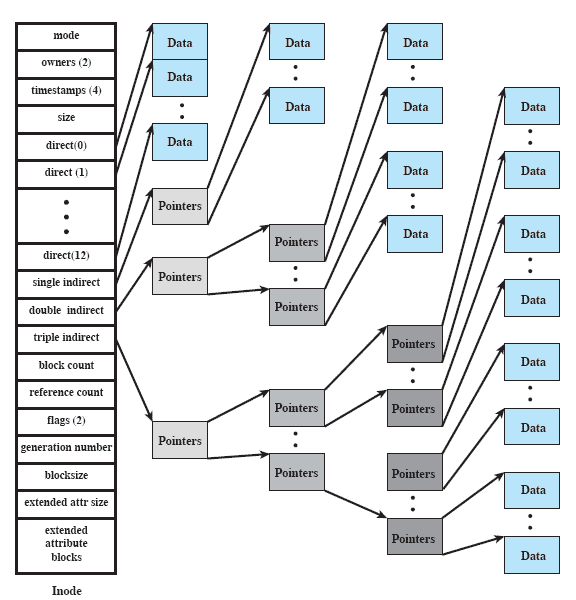 mode
owners (2)
timestamps (4)
size
direct(0)
direct (1)
direct(12)
single indirect
double indirect
triple indirect
block count
reference count
flags (2)
generation number
blocksize
extended attr size
extended
attribute
blocks
Inode
Data
Data
Data
Pointers
Pointers
Pointers
Data
Data
Pointers
Pointers
Pointers
Pointers
Data
Data
Data
Data
Pointers
Pointers
Pointers
Pointers
Data
Data
Data
Data
Data
Data
Data
Data